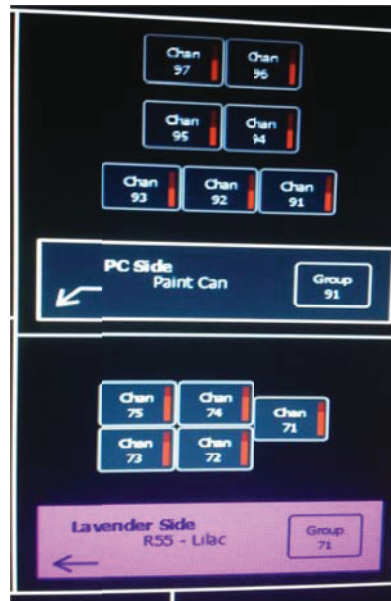 Chan Chan
97 96
Chan Chan
95 94
Chan Chan Chan
93 92 91
PC Side
Paint Can
Group
91
Chan Chan
75 74
Chan
71
Chan Chan
73 72
Lavender Side
R55 - Lilac
Group
71